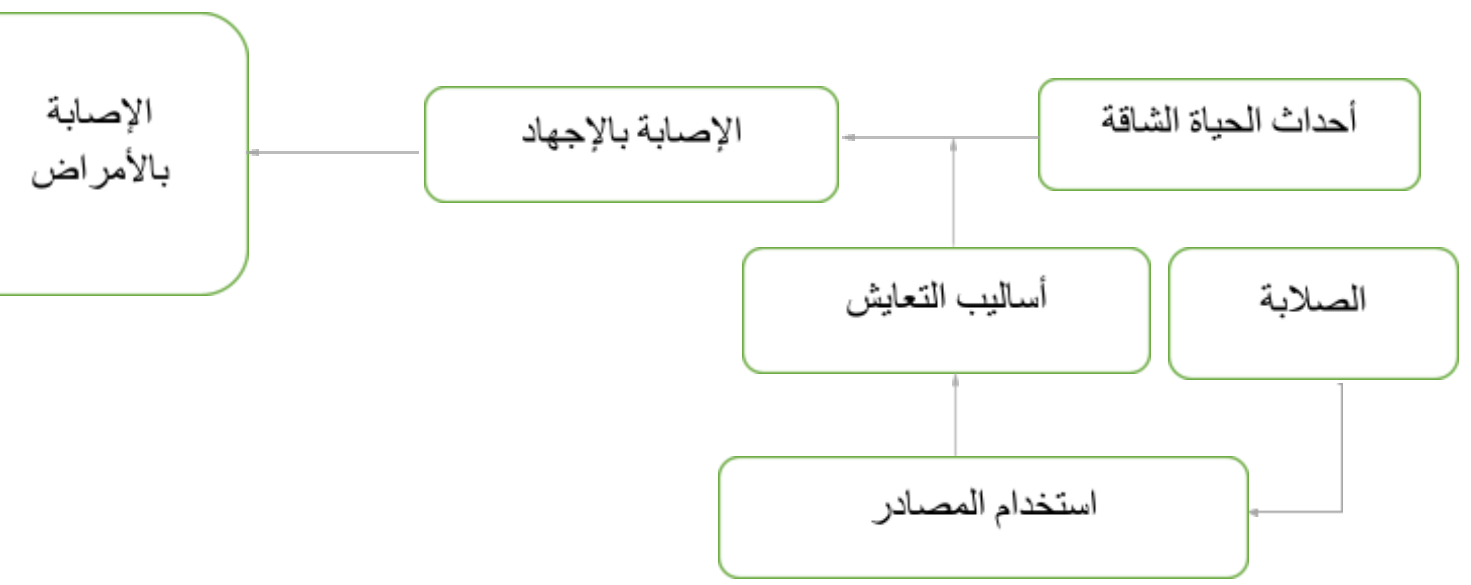 أحداث الحياة الشاقة
الإصابة بالإجهاد
الإصابة
بالأمراض
الصلابة
أساليب التعايش
استخدام المصادر